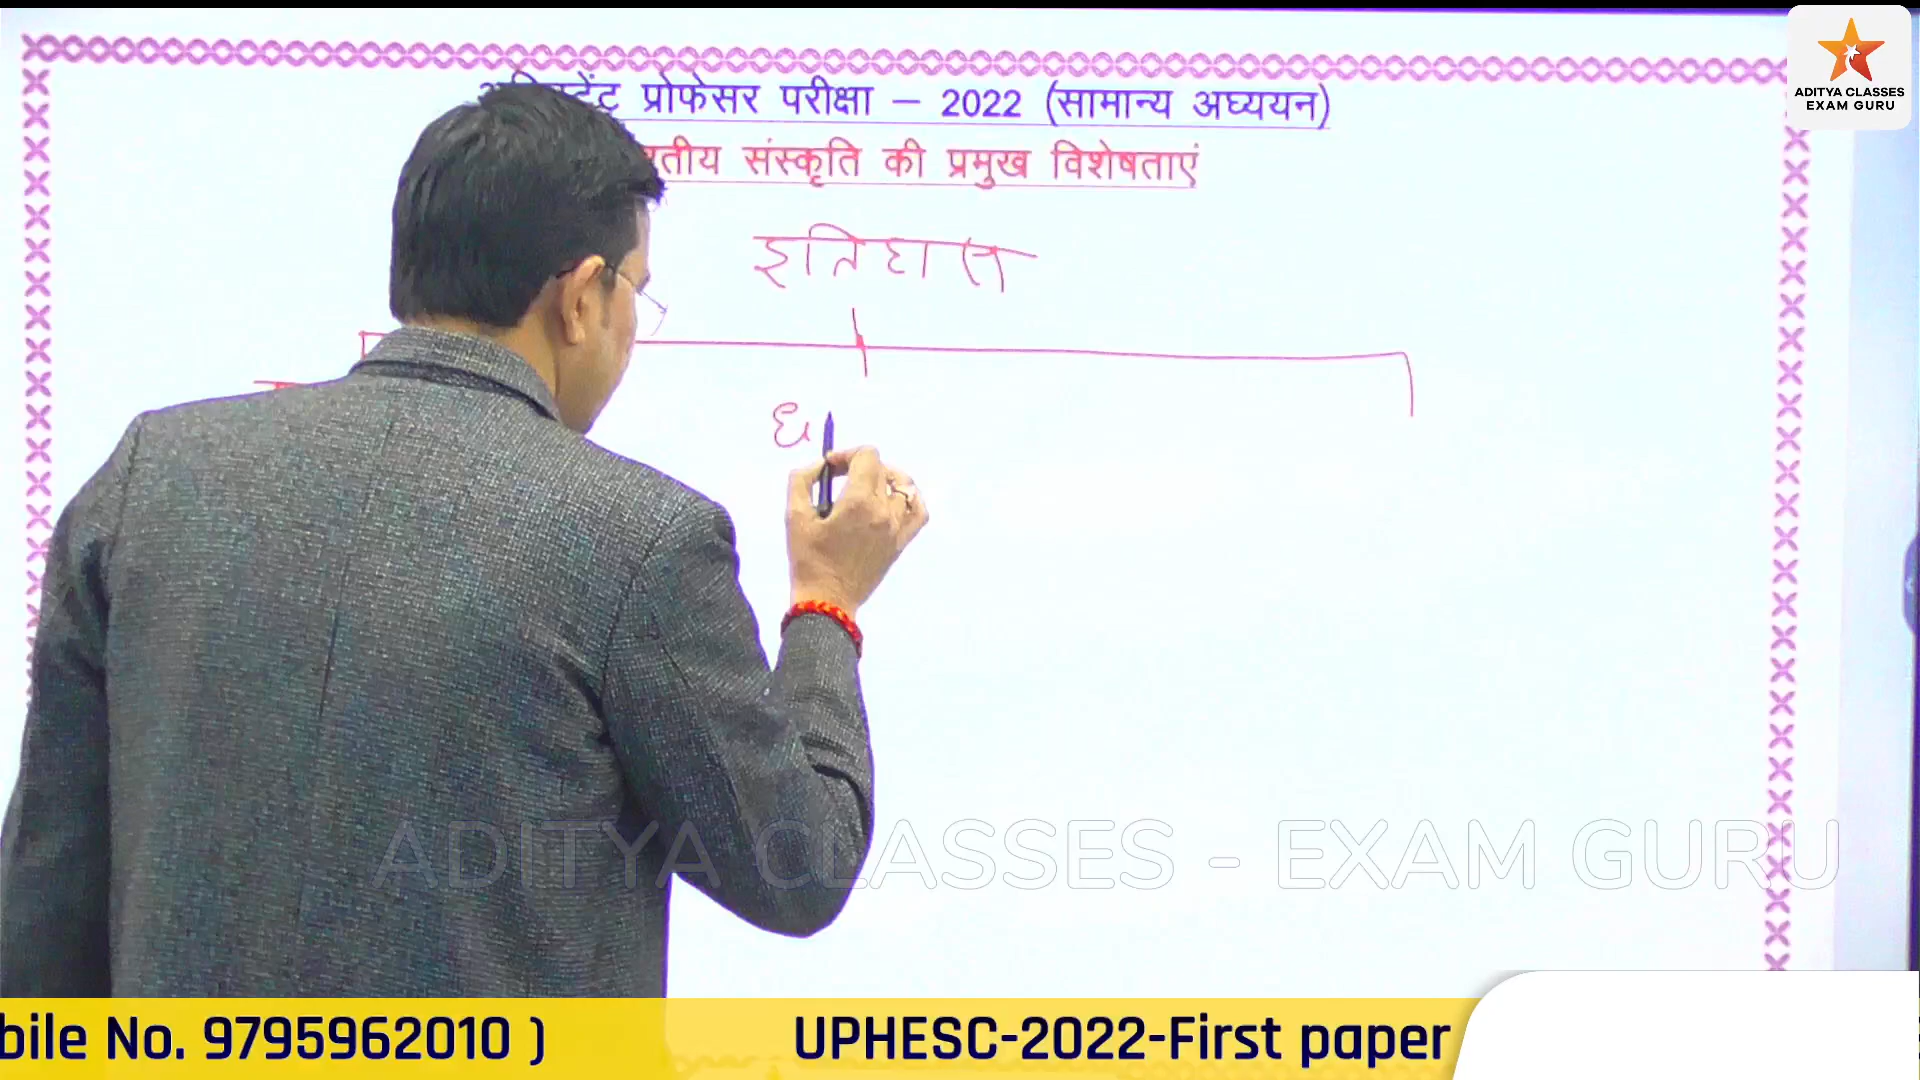 प्रोफेसर परीक्षा – 2022 (सामान्य अघ्ययन)
ADITYA CLASSES
EXAM GURU
संस्कृति की प्रमुख विशेषताएं
इतिहास
ADITYA CLASSES - EXAM GURU
bile No. 9795962010 )
UPHESC-2022-First paper